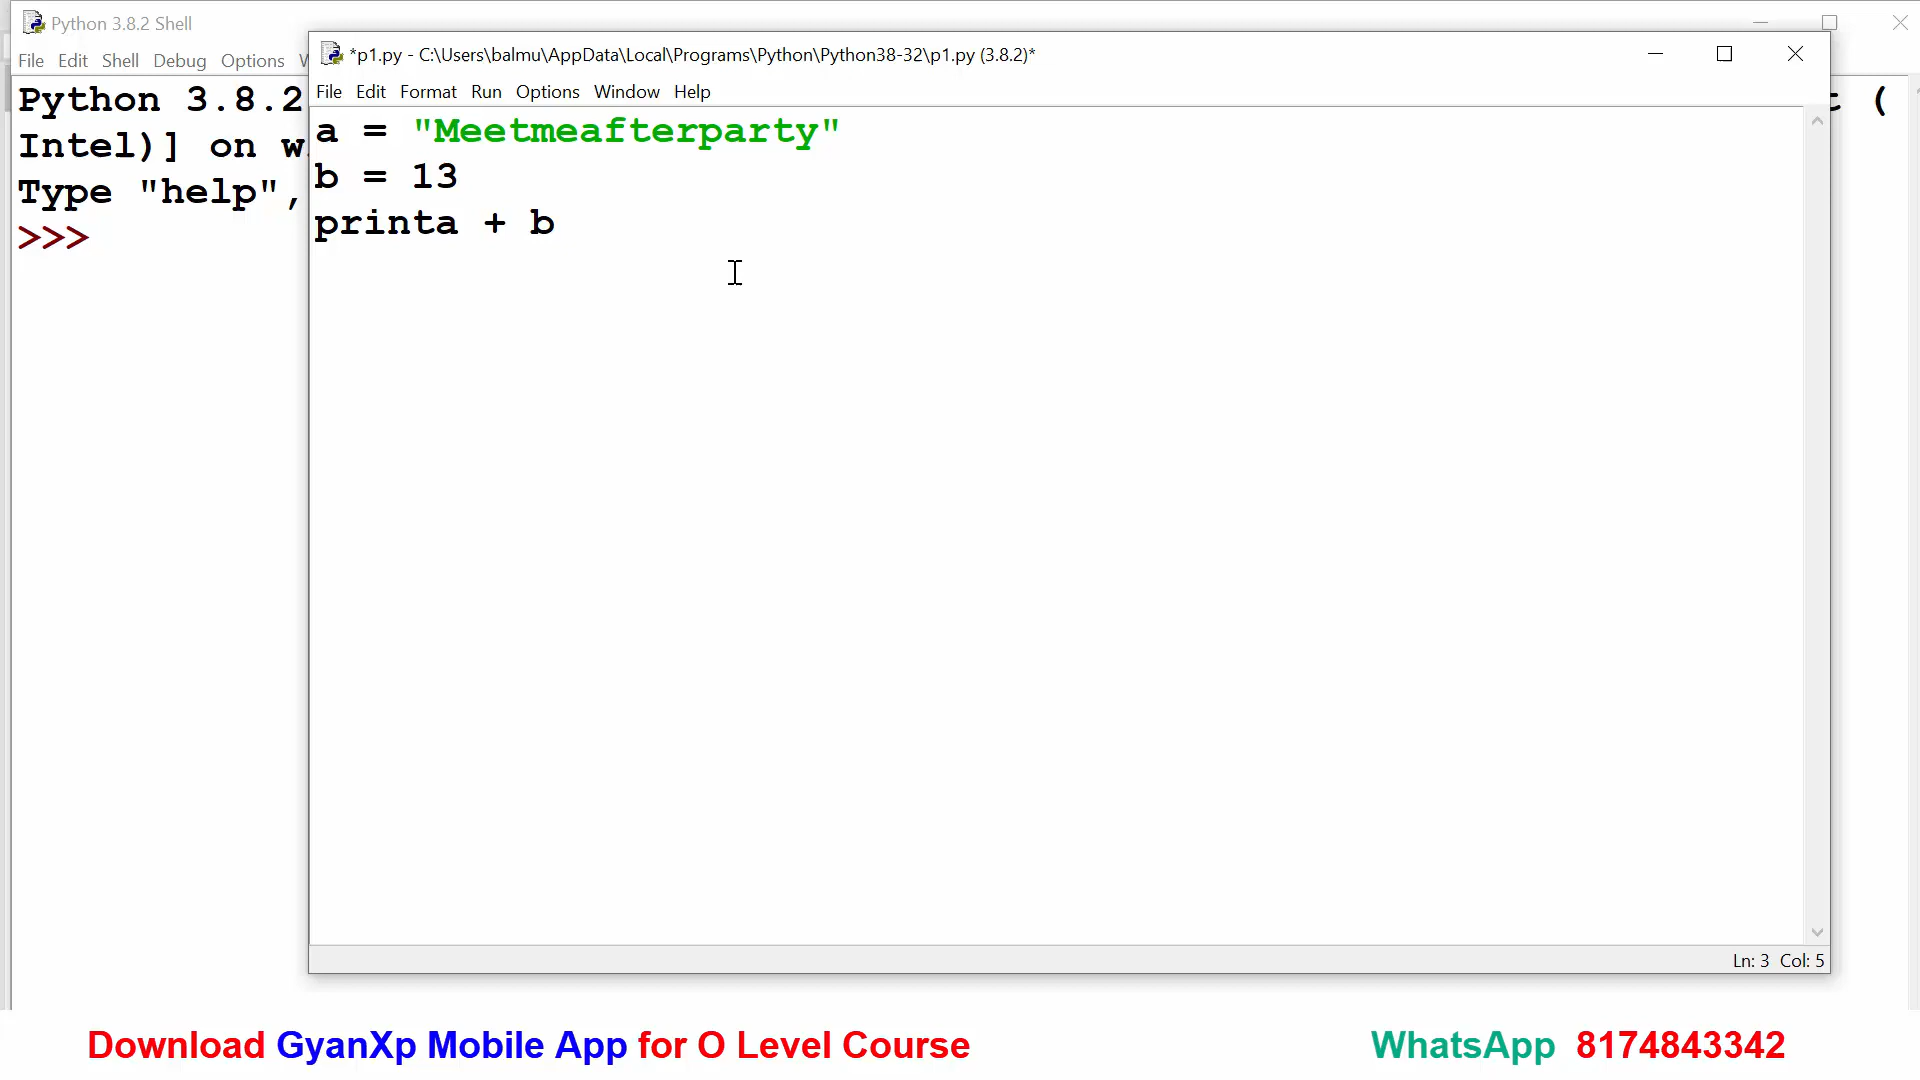 Python 3.8.2 Shell
File Edit Shell Debug Options W
Python 3.8.2
t (
Intel)] on w
Type "help",
>>>
*p1.py - C:\Users\balmu\AppData\Local\Programs\Python\Python38-32\p1.py (3.8.2)*
File Edit Format Run Options Window Help
a = "Meetmeafterparty"
b = 13
printa + b
Ln: 3 Col: 5
Download GyanXp Mobile App for O Level Course
WhatsApp 8174843342